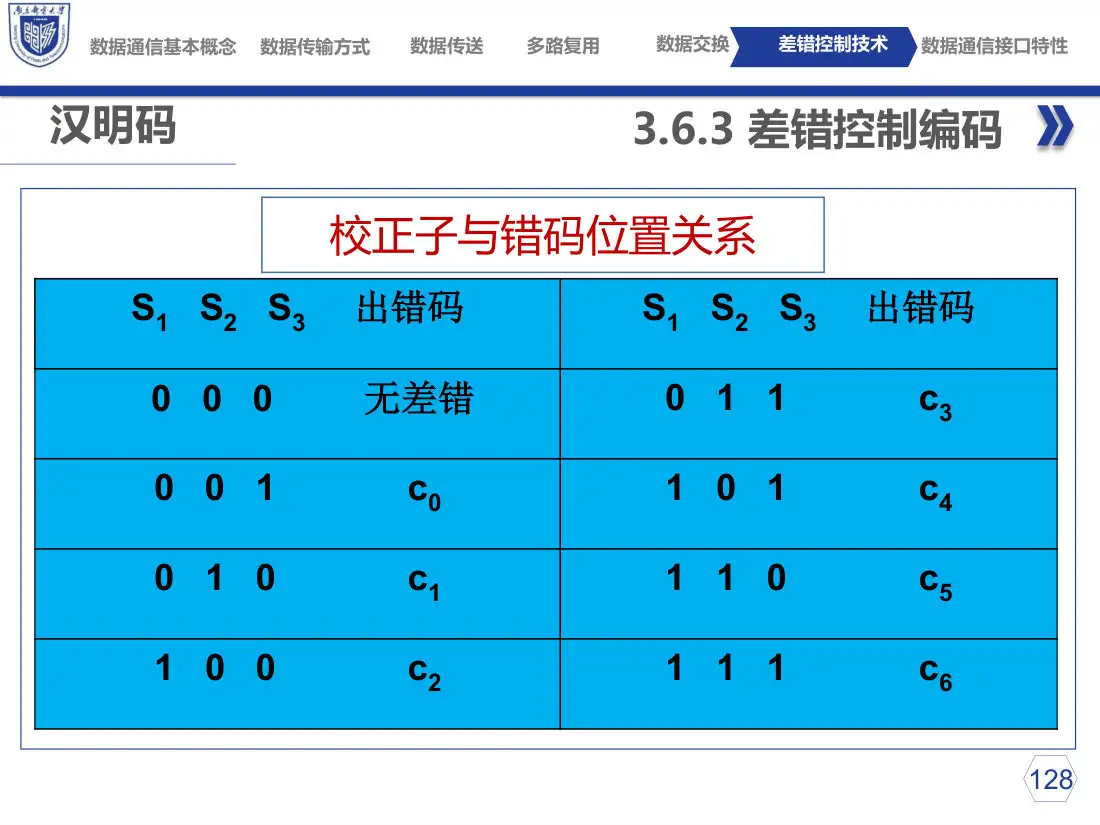 数据通信基本概念 数据传输方式 数据传送 多路复用 数据交换 差错控制技术 数据通信接口特性
汉明码
3.6.3 差错控制编码
校正子与错码位置关系
S₁ S₂ S₃ 出错码 S₁ S₂ S₃ 出错码
0 0 0 无差错 0 1 1 c₃
0 0 1 c₀ 1 0 1 c₄
0 1 0 c₁ 1 1 0 c₅
1 0 0 c₂ 1 1 1 c₆
128